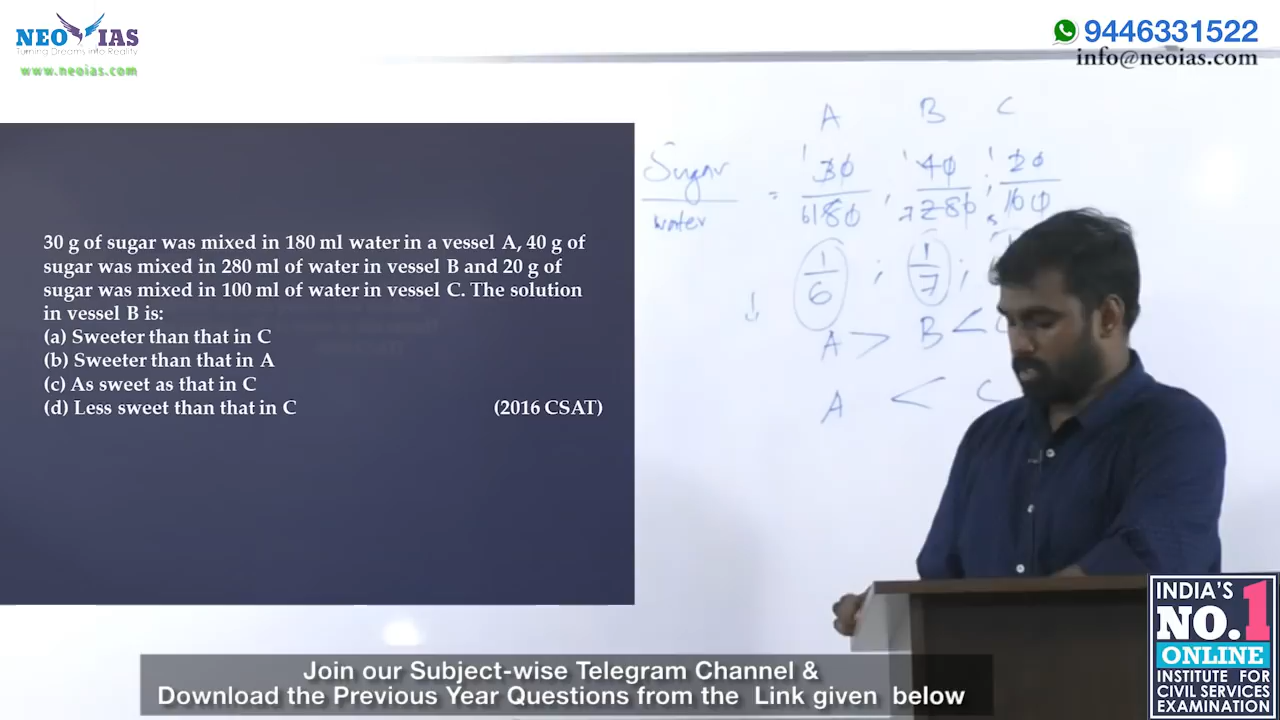 NEO IAS
Turning Dreams into Reality
www.neoias.com
9446331522
info@neoias.com
30 g of sugar was mixed in 180 ml water in a vessel A, 40 g of
sugar was mixed in 280 ml of water in vessel B and 20 g of
sugar was mixed in 100 ml of water in vessel C. The solution
in vessel B is:
(a) Sweeter than that in C
(b) Sweeter than that in A
(c) As sweet as that in C
(d) Less sweet than that in C (2016 CSAT)
A B C
Sugar = 30 , 40 ; 20
water 180 280 100
1 ; 1 ;
6 7
A > B < C
A < C
Join our Subject-wise Telegram Channel &
Download the Previous Year Questions from the Link given below
INDIA'S
NO.1
ONLINE
INSTITUTE FOR
CIVIL SERVICES
EXAMINATION